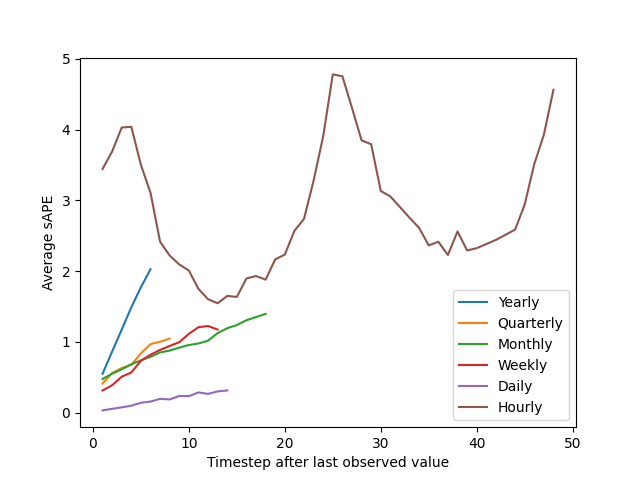 5
4
3
2
1
0
Average sAPE
Yearly
Quarterly
Monthly
Weekly
Daily
Hourly
0 10 20 30 40 50
Timestep after last observed value